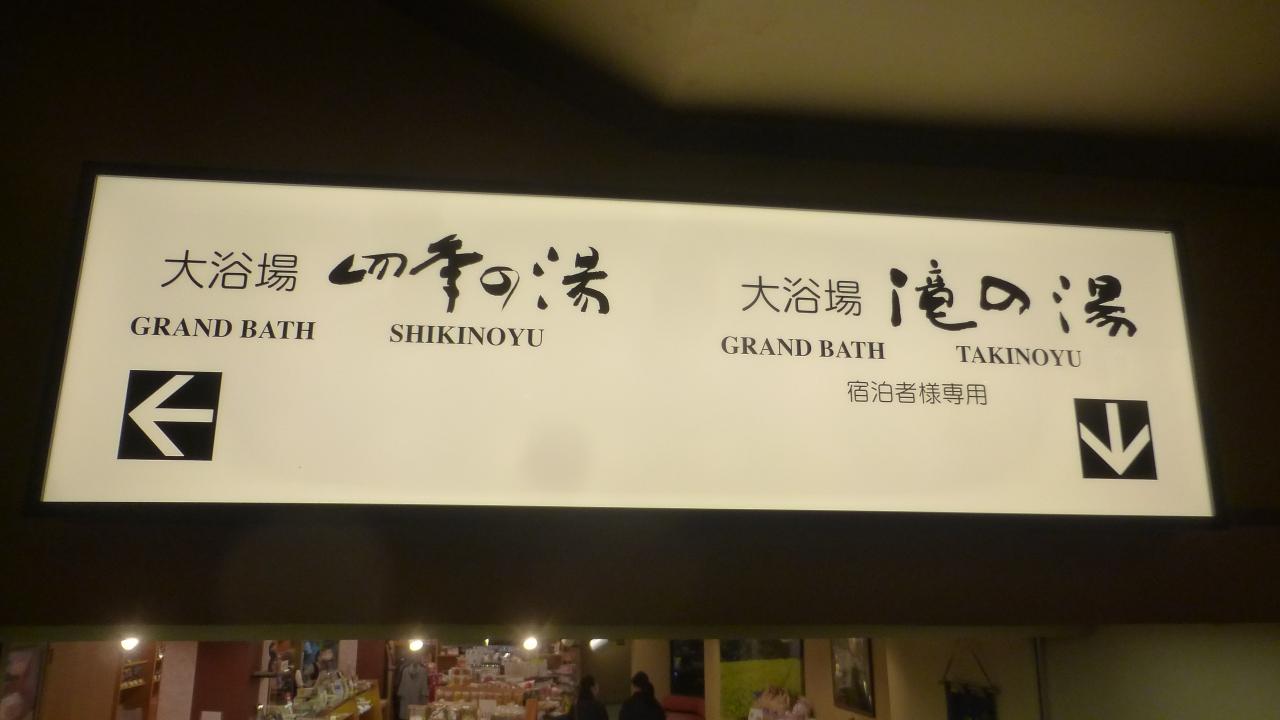 大浴場 四季の湯
GRAND BATH SHIKINOYU
大浴場 滝の湯
GRAND BATH TAKINOYU
宿泊者様専用